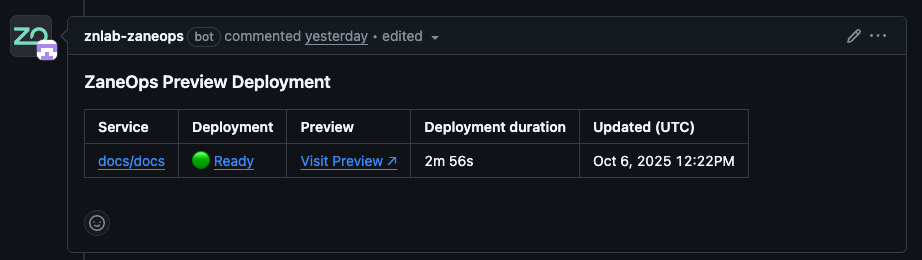 ZO
znlab-zaneops bot commented yesterday • edited
ZaneOps Preview Deployment
Service Deployment Preview Deployment duration Updated (UTC)
docs/docs Ready Visit Preview ↗ 2m 56s Oct 6, 2025 12:22PM